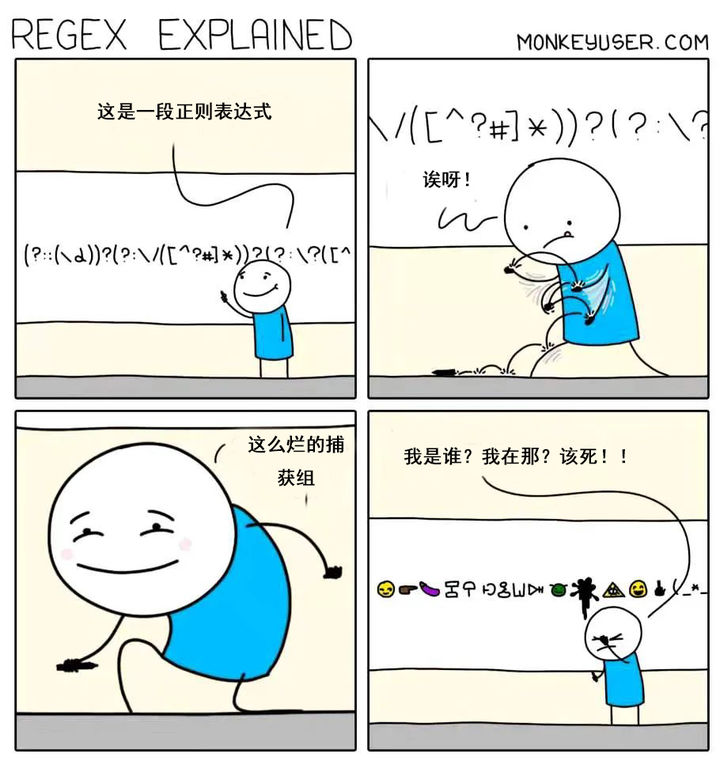 REGEX EXPLAINED
MONKEYUSER.COM
这是一段正则表达式
(?::(\d))?(?:\/([^?#]*))?(?:\?([^
\/([^?#]*))?(?:\?
诶呀！
这么烂的捕
获组
我是谁？我在那？该死！！